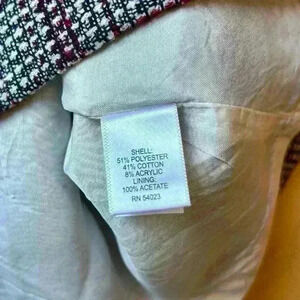 SHELL:
51% POLYESTER
41% COTTON
8% ACRYLIC
LINING:
100% ACETATE
RN 54023